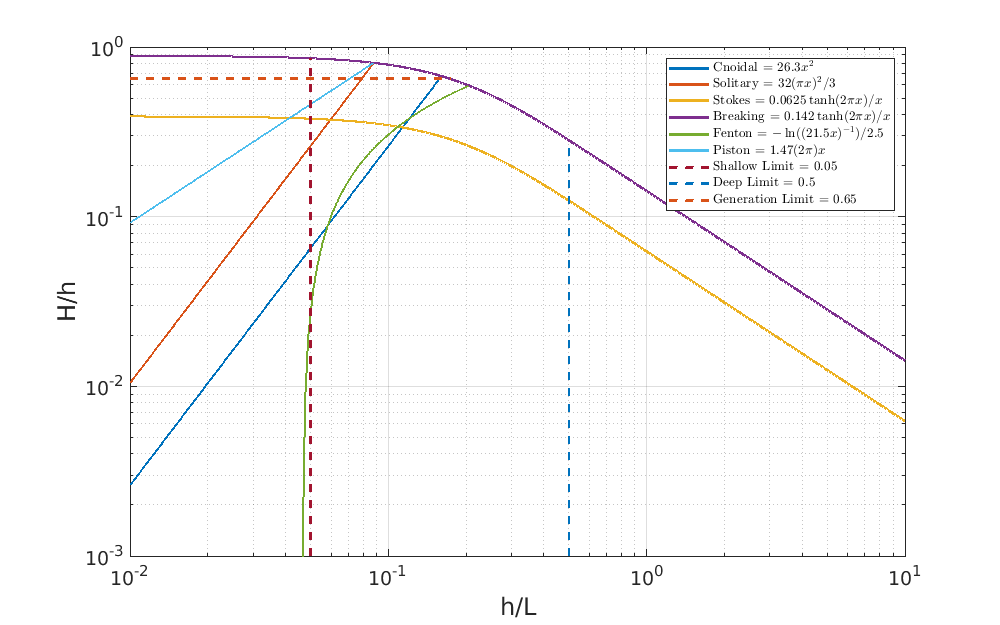 10^0
10^-1
10^-2
10^-3
H/h
10^-2
10^-1
10^0
10^1
h/L
Cnoidal = 26.3x^2
Solitary = 32(πx)^2/3
Stokes = 0.0625 tanh(2πx)/x
Breaking = 0.142 tanh(2πx)/x
Fenton = − ln((21.5x)^−1)/2.5
Piston = 1.47(2π)x
Shallow Limit = 0.05
Deep Limit = 0.5
Generation Limit = 0.65